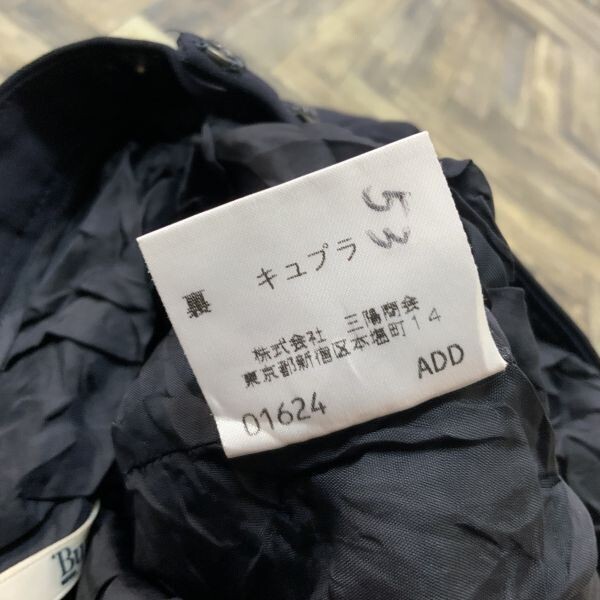 53
裏 キュプラ
株式会社 三陽商会
東京都新宿区本塩町14
01624 ADD
Bu